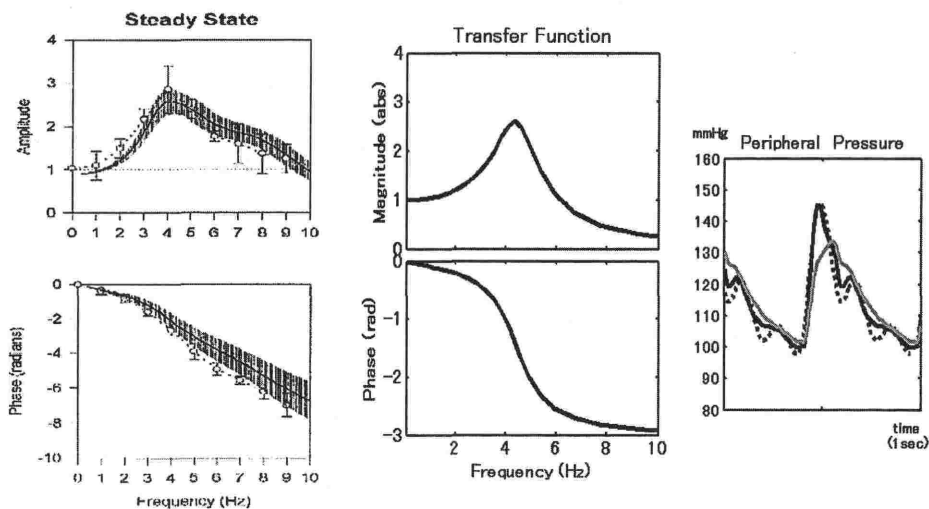 Steady State
4
3
2
1
0
Amplitude
0 1 2 3 4 5 6 7 8 9 10
0
-2
-4
-6
-8
-10
Phase (radians)
0 1 2 3 4 5 6 7 8 9 10
Frequency (Hz)
Transfer Function
4
3
2
1
0
Magnitude (abs)
0
-1
-2
-3
Phase (rad)
2 4 6 8 10
Frequency (Hz)
mmHg
Peripheral Pressure
160
150
140
130
120
110
100
90
80
time
(1sec)